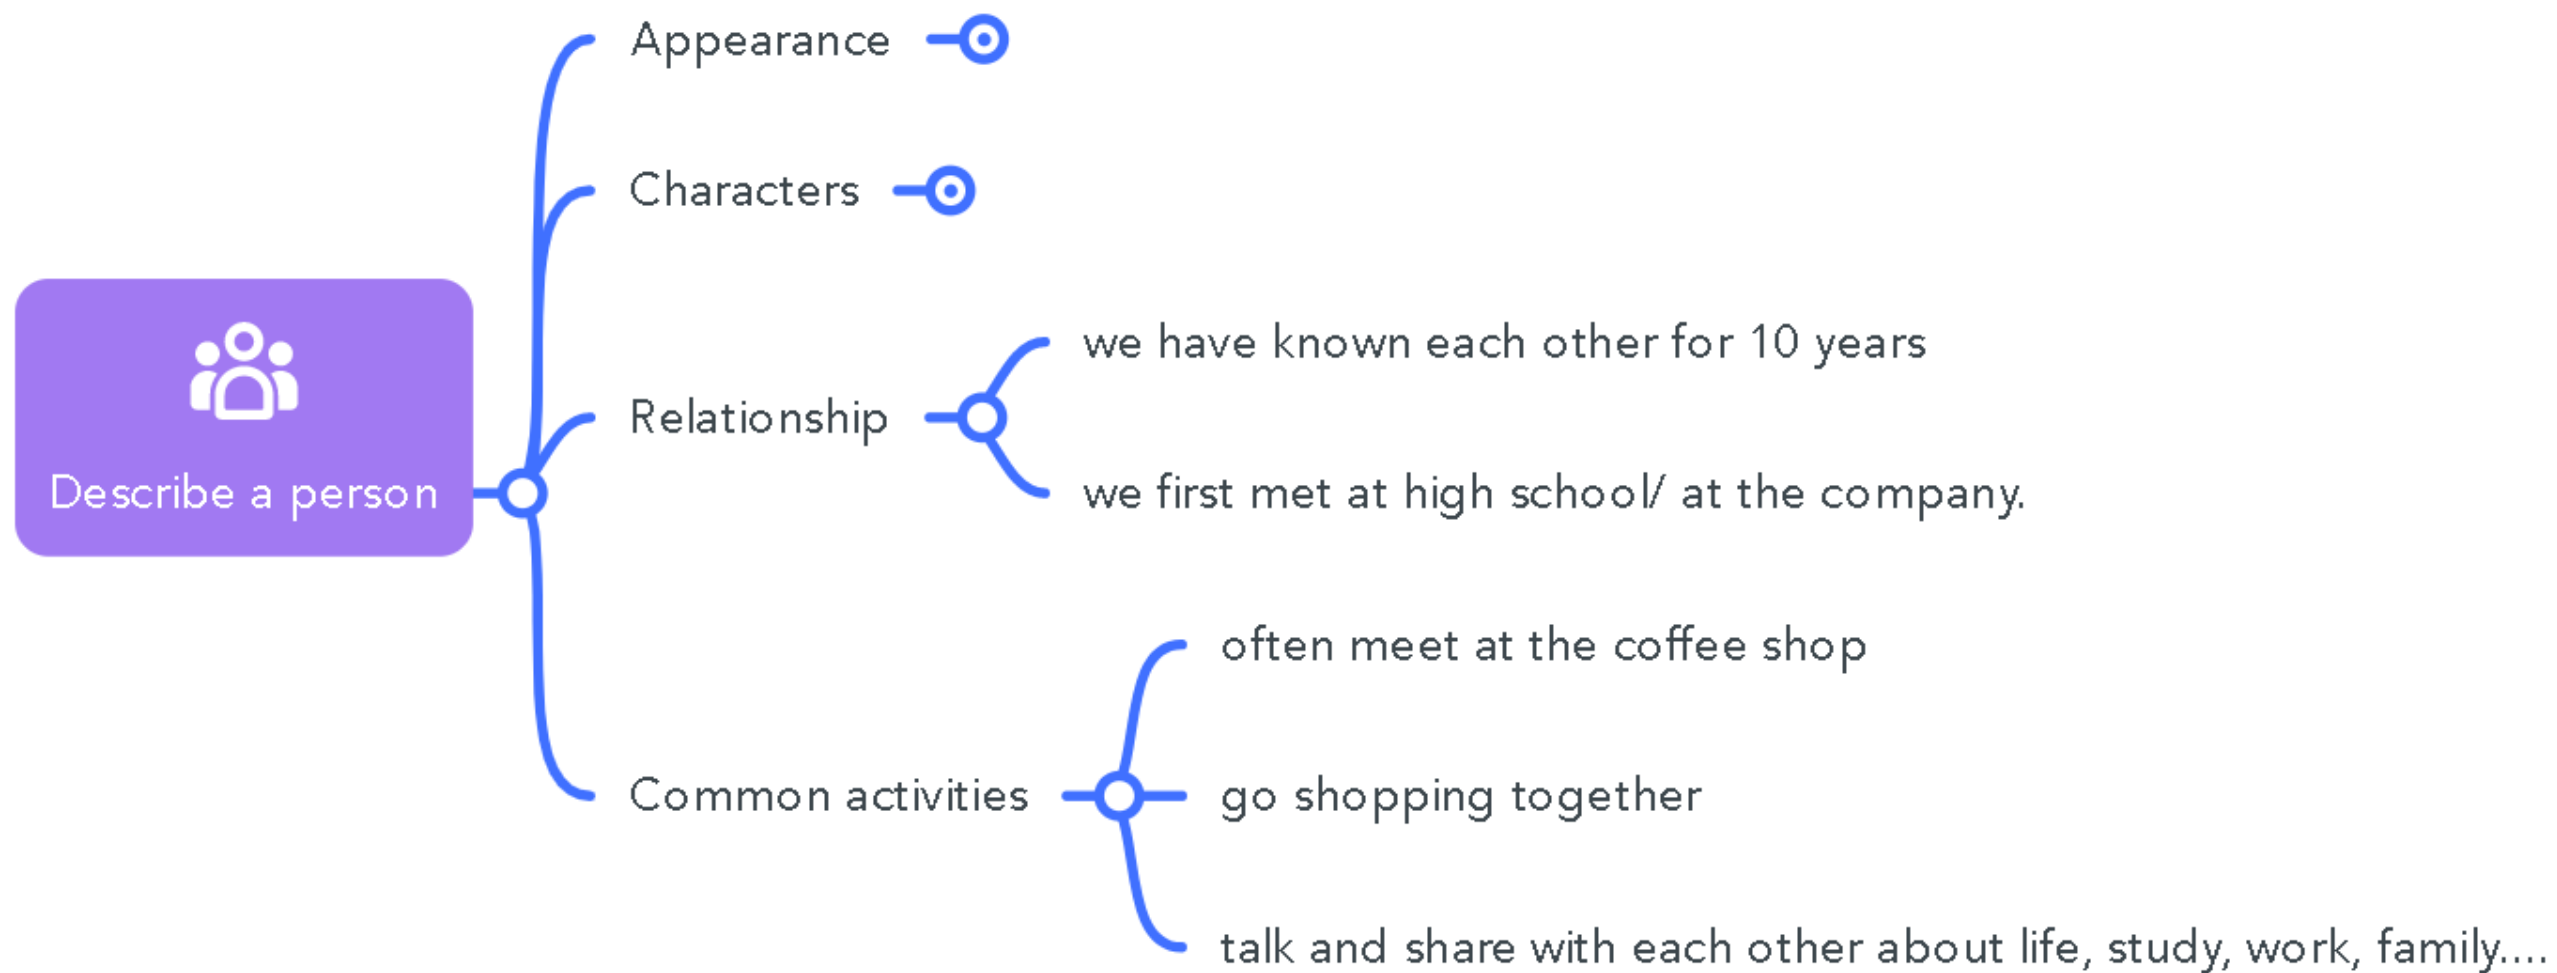 Appearance
Characters
Relationship
we have known each other for 10 years
we first met at high school/ at the company.
Describe a person
Common activities
often meet at the coffee shop
go shopping together
talk and share with each other about life, study, work, family....